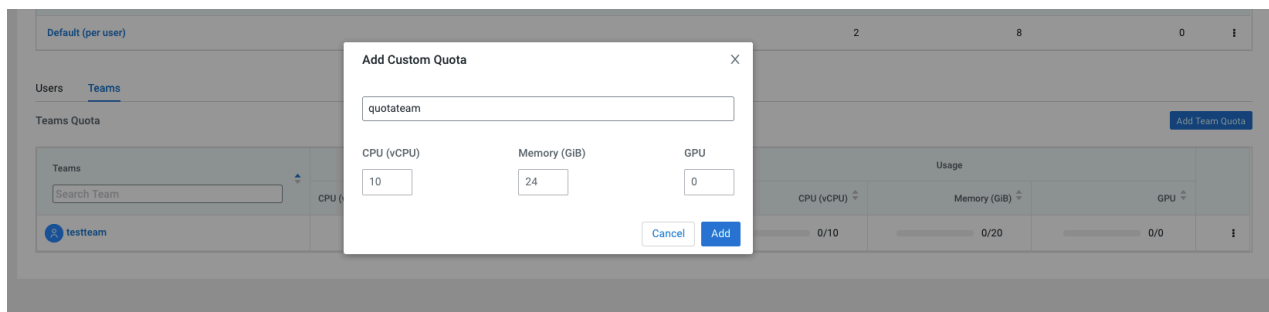 Default (per user) 2 8 0
Add Custom Quota
Users Teams
quotateam
Teams Quota Add Team Quota
CPU (vCPU) Memory (GiB) GPU
Teams Usage
10 24 0
Search Team CPU (v CPU (vCPU) Memory (GiB) GPU
testteam Cancel Add 0/10 0/20 0/0